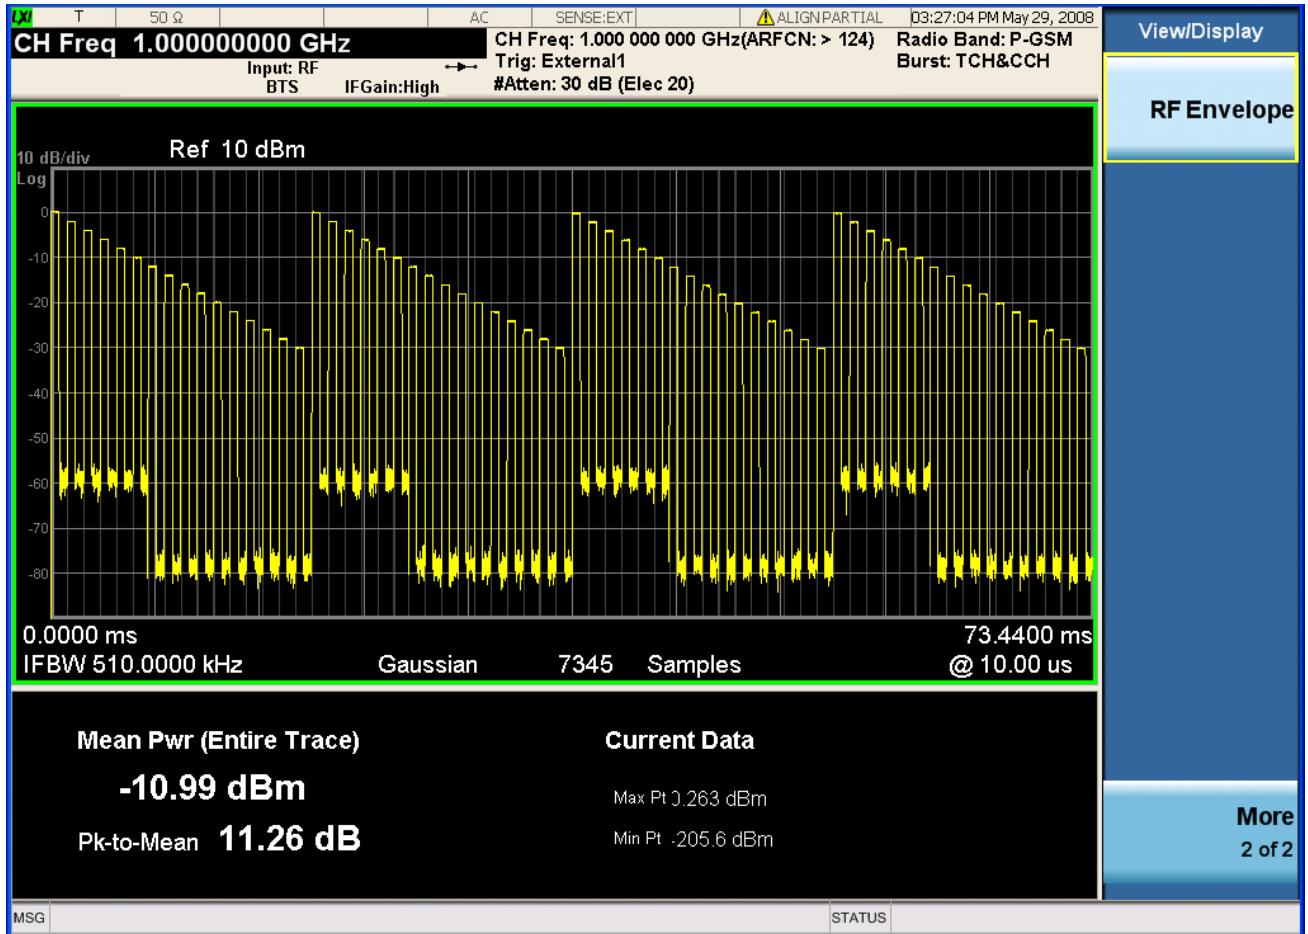 LXI T 50 Ω AC SENSE:EXT ALIGN PARTIAL 03:27:04 PM May 29, 2008
CH Freq 1.000000000 GHz
Input: RF
BTS IFGain:High
CH Freq: 1.000 000 000 GHz(ARFCN: > 124)
Trig: External1
#Atten: 30 dB (Elec 20)
Radio Band: P-GSM
Burst: TCH&CCH
View/Display
RF Envelope
10 dB/div Ref 10 dBm
Log
0
-10
-20
-30
-40
-50
-60
-70
-80
0.0000 ms 73.4400 ms
IFBW 510.0000 kHz Gaussian 7345 Samples @ 10.00 us
Mean Pwr (Entire Trace)
-10.99 dBm
Pk-to-Mean 11.26 dB
Current Data
Max Pt 0.263 dBm
Min Pt -205.6 dBm
More
2 of 2
MSG STATUS